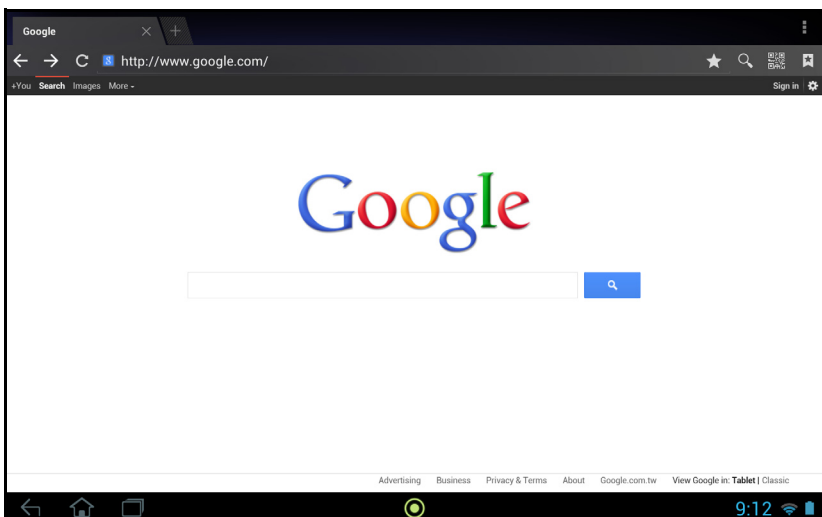 Google
http://www.google.com/
+You Search Images More Sign in
Google
Advertising Business Privacy & Terms About Google.com.tw View Google in: Tablet | Classic
9:12